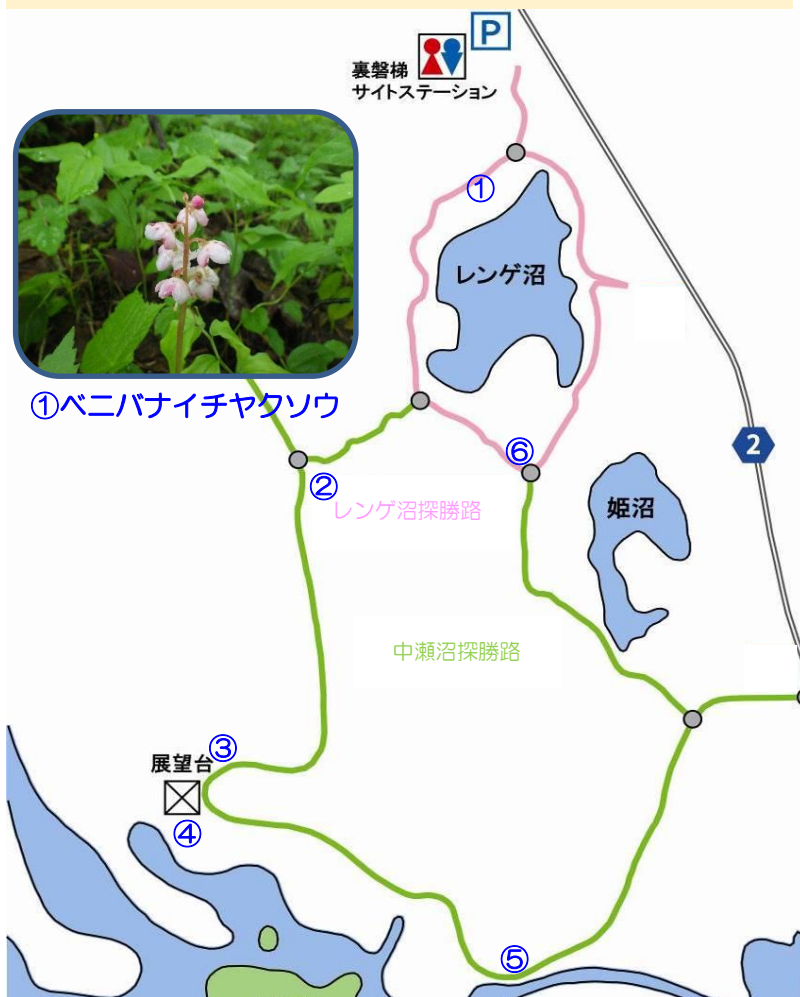 P
裏磐梯
サイトステーション
①
レンゲ沼
①ベニバナイチヤクソウ
2
⑥
②
姫沼
レンゲ沼探勝路
中瀬沼探勝路
③
展望台
④
⑤